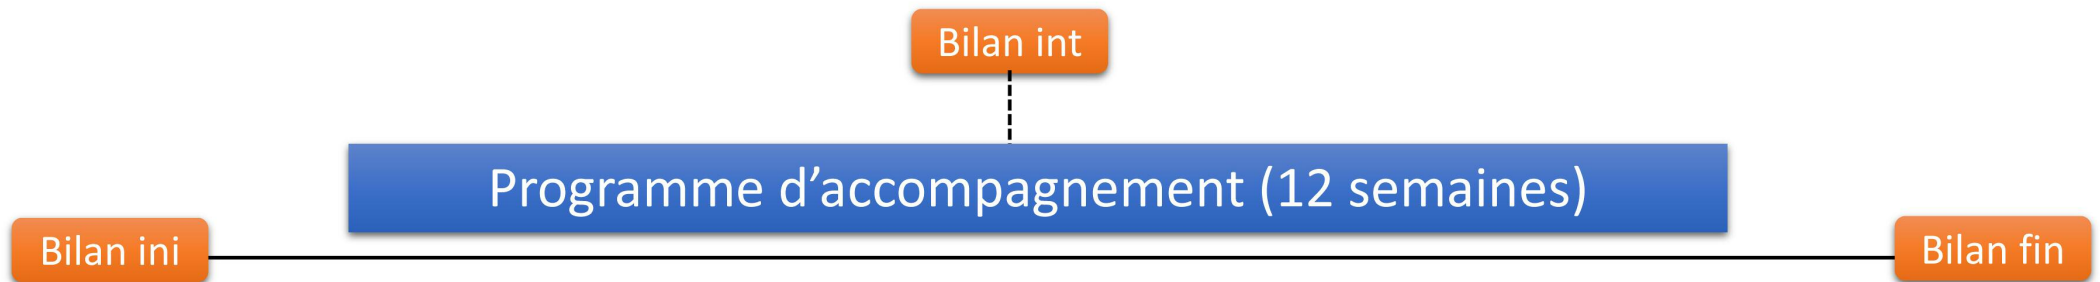 Bilan int
Programme d’accompagnement (12 semaines)
Bilan ini
Bilan fin